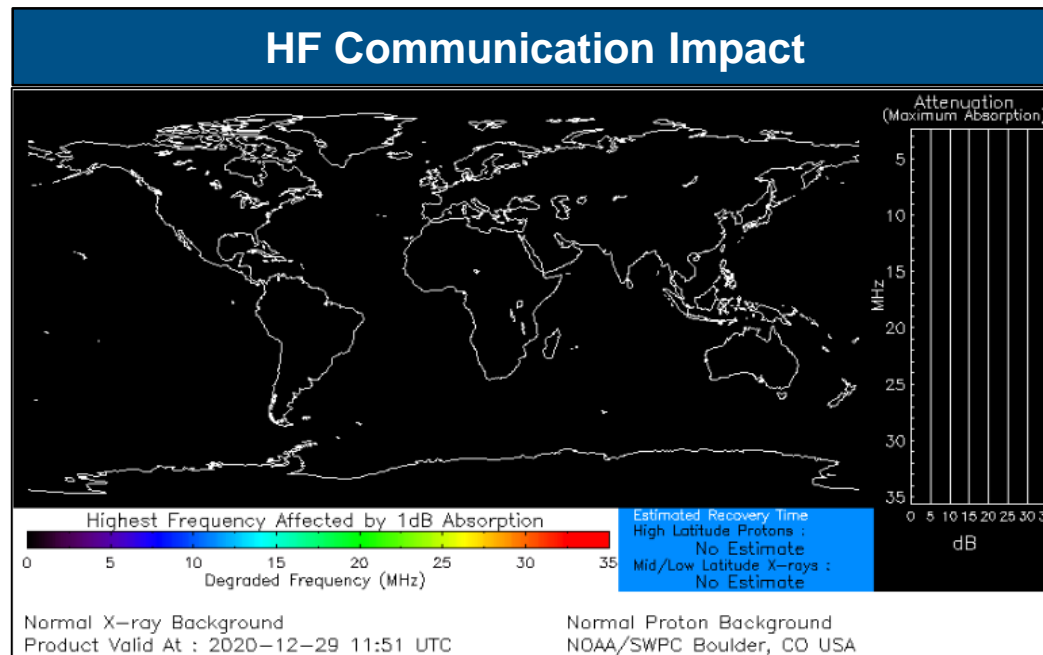 HF Communication Impact
Attenuation
(Maximum Absorption)
5
10
15
20
25
30
35
MHz
0 5 10 15 20 25 30 3
dB
Highest Frequency Affected by 1dB Absorption
0 5 10 15 20 25 30 35
Degraded Frequency (MHz)
Estimated Recovery Time
High Latitude Protons :
No Estimate
Mid/Low Latitude X-rays :
No Estimate
Normal X-ray Background
Product Valid At : 2020-12-29 11:51 UTC
Normal Proton Background
NOAA/SWPC Boulder, CO USA